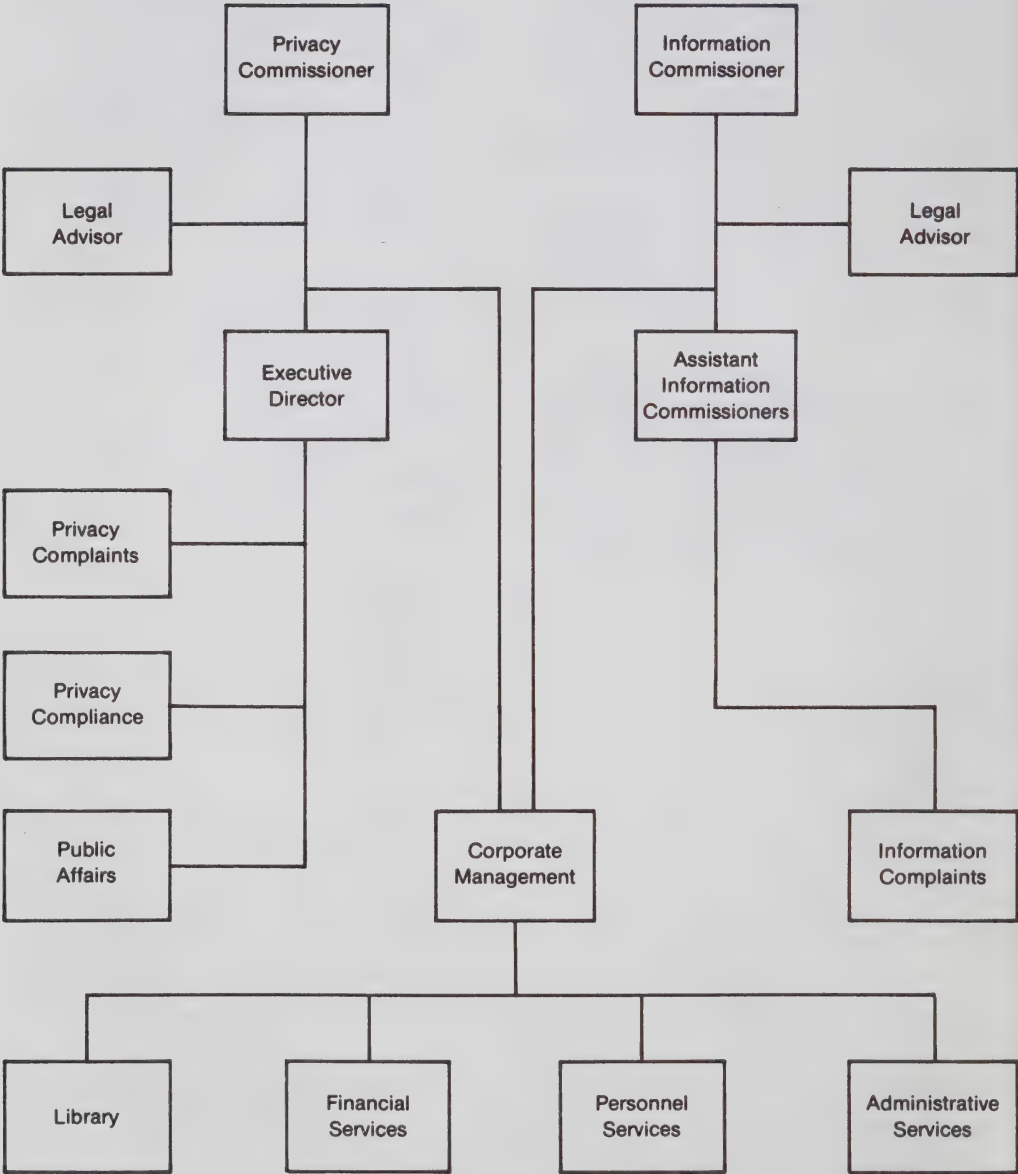 Privacy
Commissioner
Information
Commissioner
Legal
Advisor
Legal
Advisor
Executive
Director
Assistant
Information
Commissioners
Privacy
Complaints
Privacy
Compliance
Public
Affairs
Corporate
Management
Information
Complaints
Library
Financial
Services
Personnel
Services
Administrative
Services